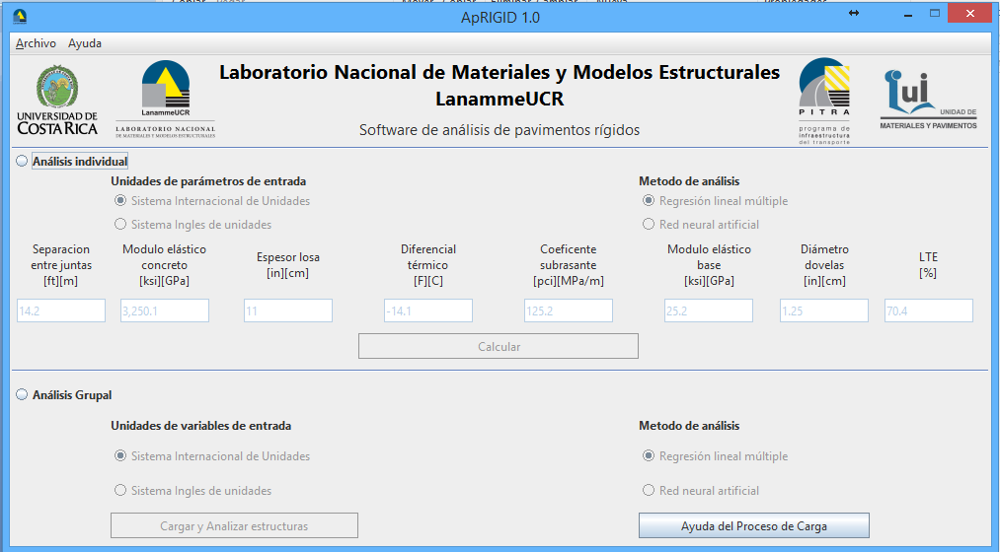 ApRIGID 1.0
Archivo Ayuda
UNIVERSIDAD DE
COSTA RICA
LanammeUCR
LABORATORIO NACIONAL
DE MATERIALES Y MODELOS ESTRUCTURALES
Laboratorio Nacional de Materiales y Modelos Estructurales
LanammeUCR
Software de análisis de pavimentos rígidos
PITRA
programa de
infraestructura
del transporte
iui
UNIDAD DE
MATERIALES Y PAVIMENTOS
Análisis individual
Unidades de parámetros de entrada
Sistema Internacional de Unidades
Sistema Ingles de unidades
Metodo de análisis
Regresión lineal múltiple
Red neural artificial
Separacion
entre juntas
[ft][m]
14.2
Modulo elástico
concreto
[ksi][GPa]
3,250.1
Espesor losa
[in][cm]
11
Diferencial
térmico
[F][C]
-14.1
Coeficente
subrasante
[pci][MPa/m]
125.2
Modulo elástico
base
[ksi][GPa]
25.2
Diámetro
dovelas
[in][cm]
1.25
LTE
[%]
70.4
Calcular
Análisis Grupal
Unidades de variables de entrada
Sistema Internacional de Unidades
Sistema Ingles de unidades
Cargar y Analizar estructuras
Metodo de análisis
Regresión lineal múltiple
Red neural artificial
Ayuda del Proceso de Carga